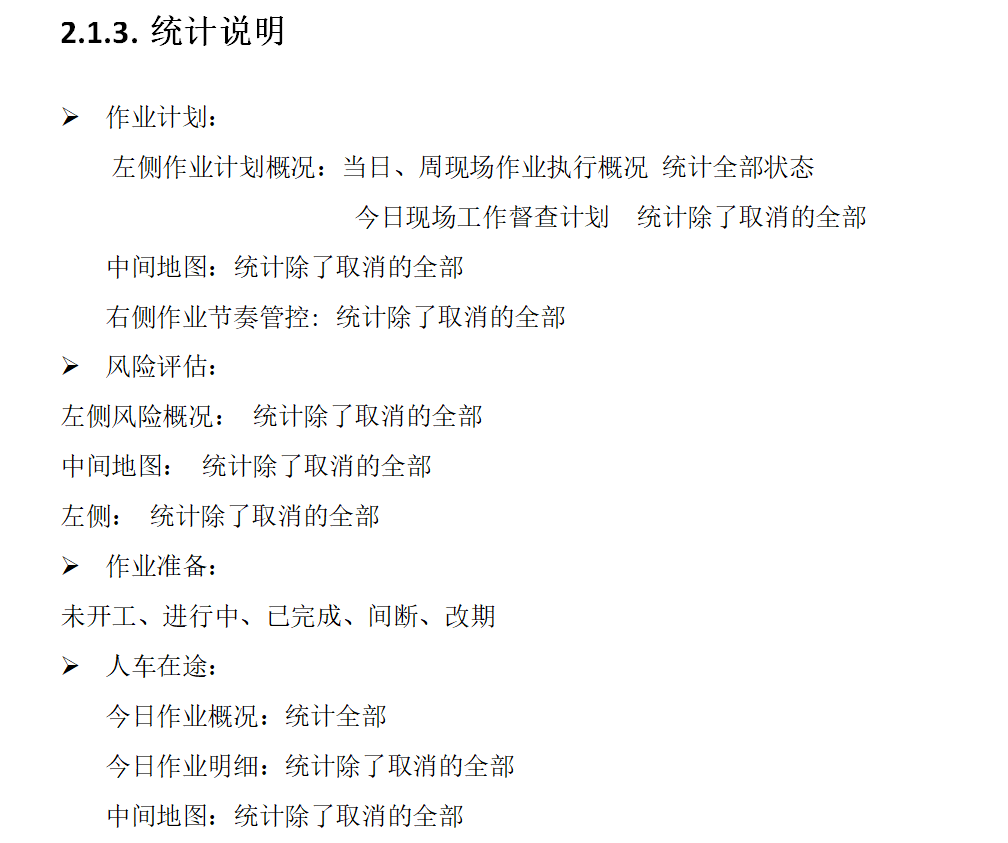 2.1.3. 统计说明
➢ 作业计划：
左侧作业计划概况：当日、周现场作业执行概况 统计全部状态
今日现场工作督查计划 统计除了取消的全部
中间地图：统计除了取消的全部
右侧作业节奏管控: 统计除了取消的全部
➢ 风险评估：
左侧风险概况： 统计除了取消的全部
中间地图： 统计除了取消的全部
左侧： 统计除了取消的全部
➢ 作业准备：
未开工、进行中、已完成、间断、改期
➢ 人车在途：
今日作业概况：统计全部
今日作业明细：统计除了取消的全部
中间地图：统计除了取消的全部